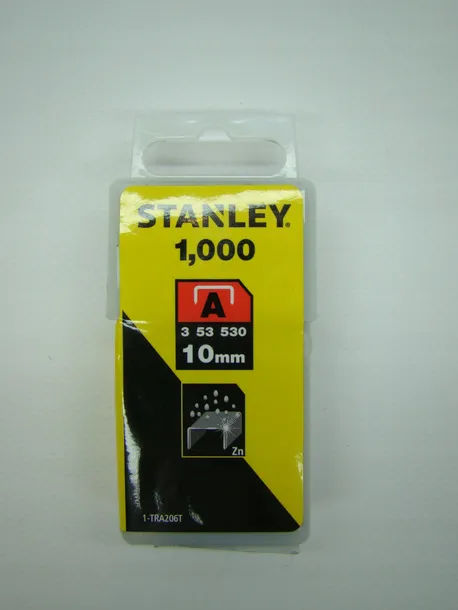 STANLEY®
1,000
A
3 53 530
10mm
Zn
1-TRA206T